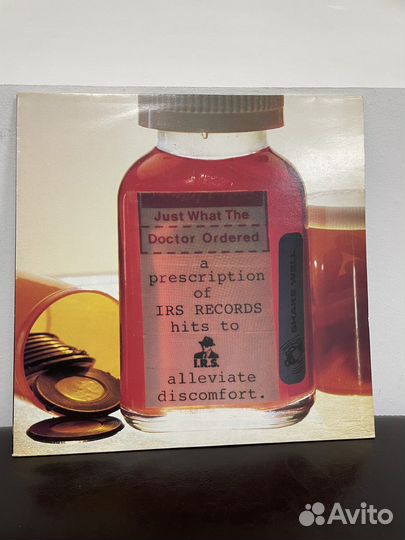 Just What The
Doctor Ordered
a
prescription
of
IRS RECORDS
hits to
I.R.S.
alleviate
discomfort.
SHAKE WELL
Avito